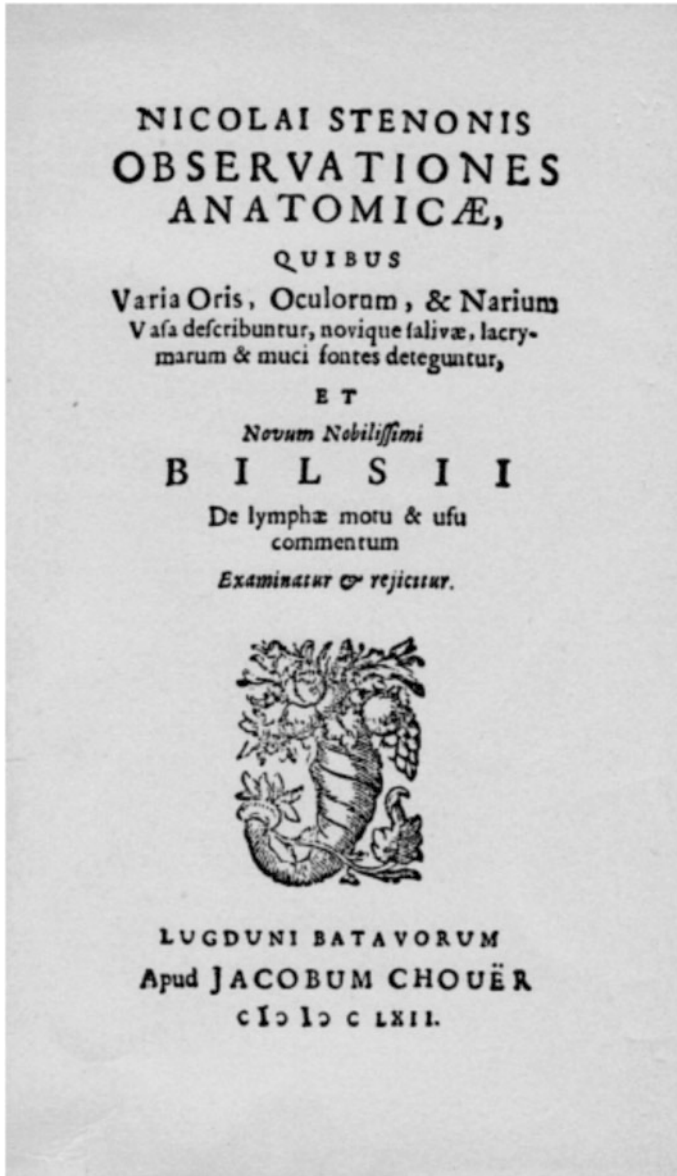 NICOLAI STENONIS
OBSERVATIONES
ANATOMICÆ,
QUIBUS
Varia Oris, Oculorum, & Narium
Vaſa deſcribuntur, novique ſalivæ, lacry-
marum & muci fontes deteguntur,
ET
Novum Nobiliſſimi
BILSII
De lymphæ motu & uſu
commentum
Examinatur & rejicitur.
LUGDUNI BATAVORUM
Apud JACOBUM CHOUËR
CIↃ IↃ C LXII.